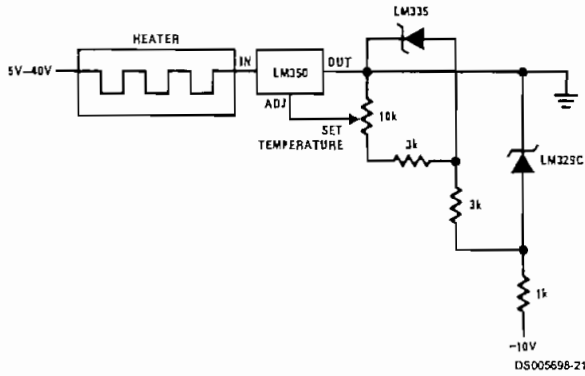 LM335
HEATER
5V–40V
IN
LM350
OUT
ADJ
10k
SET
TEMPERATURE
3k
LM329C
3k
1k
–10V
DS005698-21